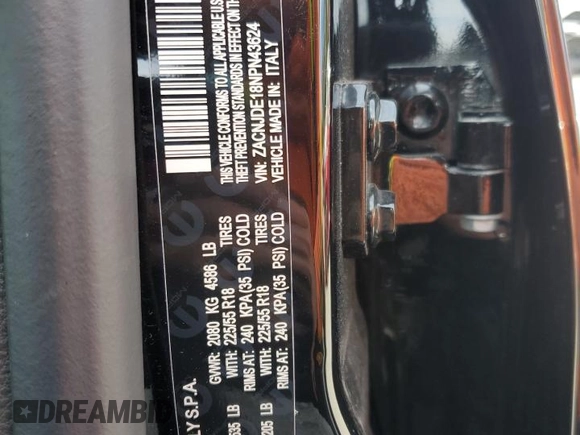 THIS VEHICLE CONFORMS TO ALL APPLICABLE U.S
THEFT PREVENTION STANDARDS IN EFFECT ON TH
VIN: ZACNJDE18NPN43624
VEHICLE MADE IN: ITALY
LY S.P.A.
GVWR: 2080 KG 4586 LB
WITH: 225/55 R18 TIRES
RIMS AT: 240 KPA(35 PSI) COLD
535 LB WITH: 225/55 R18 TIRES
RIMS AT: 240 KPA(35 PSI) COLD
205 LB
DREAMBID